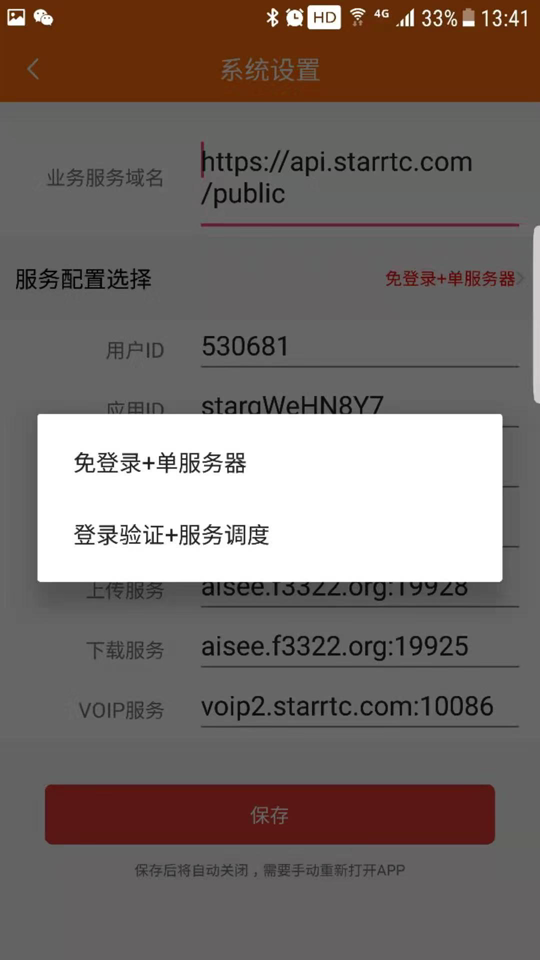 HD 4G 33% 13:41
系统设置
业务服务域名
https://api.starrtc.com
/public
服务配置选择
免登录+单服务器
用户ID
530681
应用ID
stargWeHN8Y7
免登录+单服务器
登录验证+服务调度
上传服务
aisee.f3322.org:19928
下载服务
aisee.f3322.org:19925
VOIP服务
voip2.starrtc.com:10086
保存
保存后将自动关闭，需要手动重新打开APP